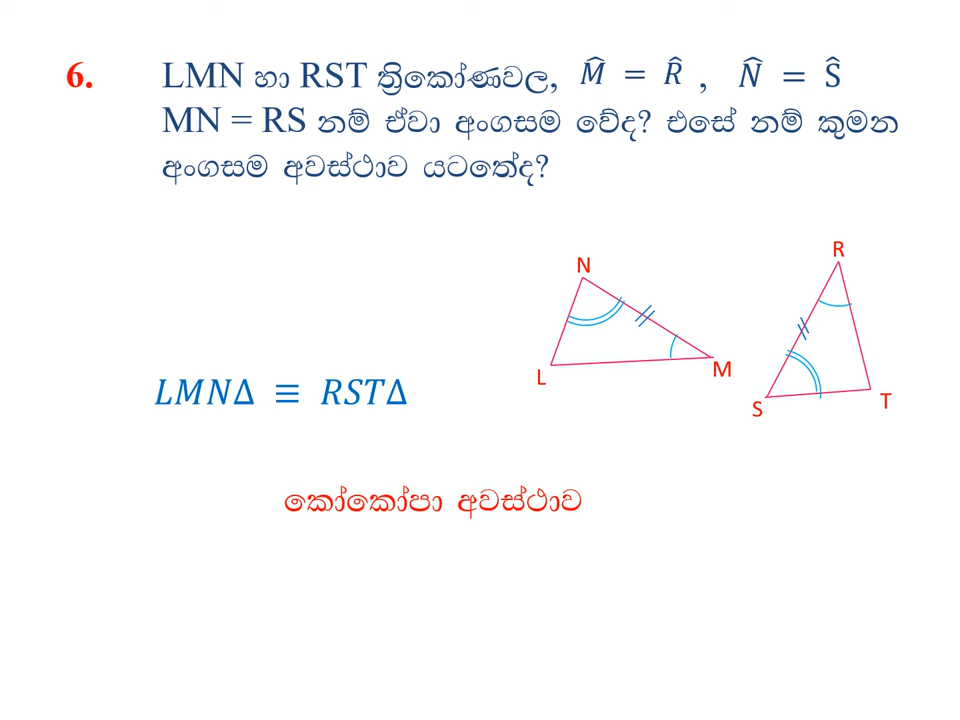 6. LMN හා RST ත්‍රිකෝණවල, M̂ = R̂ , N̂ = Ŝ
MN = RS නම් ඒවා අංගසම වේද? එසේ නම් කුමන
අංගසම අවස්ථාව යටතේද?
N
R
L
M
S
T
LMNΔ ≡ RSTΔ
කෝකෝපා අවස්ථාව